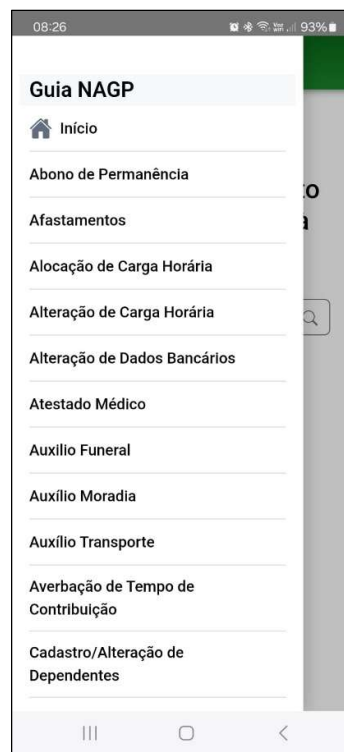 08:26
93%
Guia NAGP
Início
Abono de Permanência
Afastamentos
Alocação de Carga Horária
Alteração de Carga Horária
Alteração de Dados Bancários
Atestado Médico
Auxilio Funeral
Auxílio Moradia
Auxílio Transporte
Averbação de Tempo de
Contribuição
Cadastro/Alteração de
Dependentes